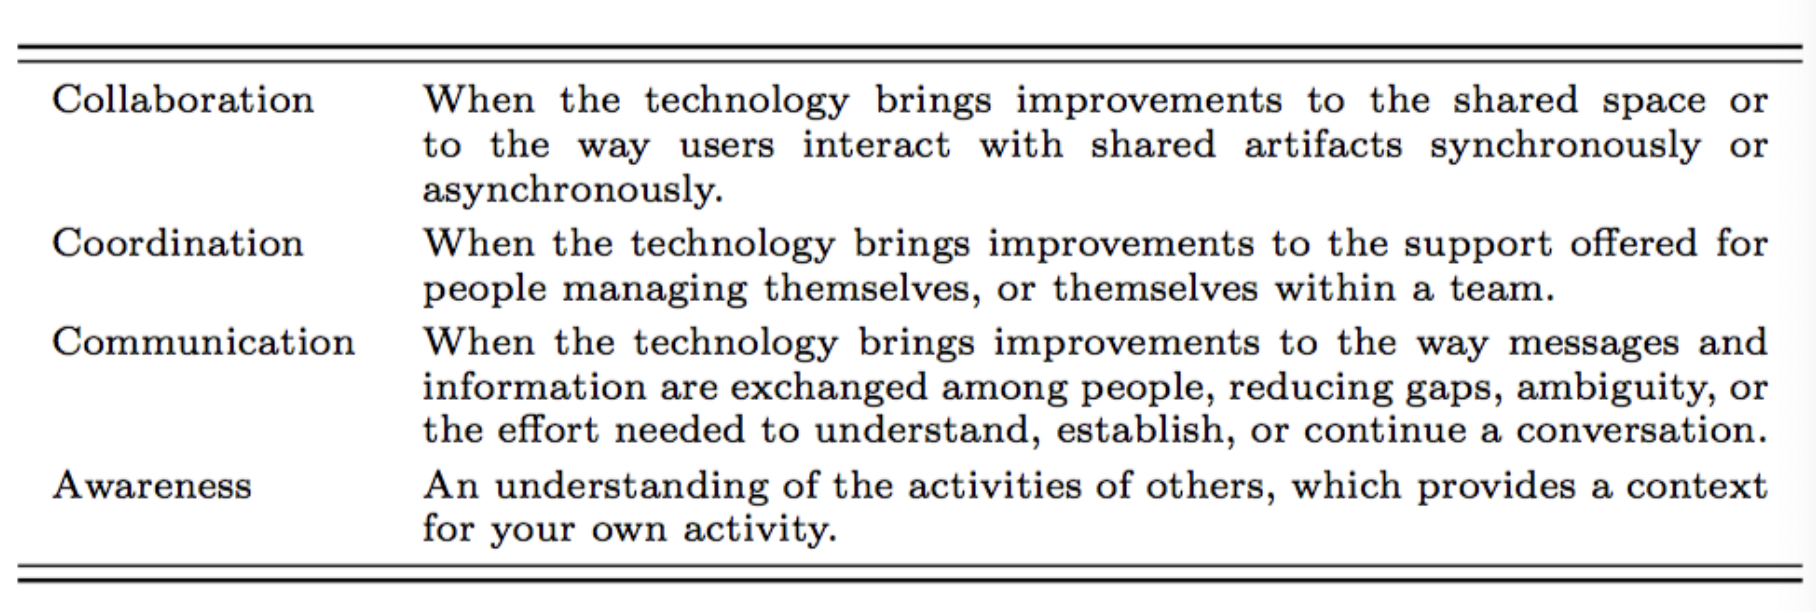 Collaboration When the technology brings improvements to the shared space or
to the way users interact with shared artifacts synchronously or
asynchronously.
Coordination When the technology brings improvements to the support offered for
people managing themselves, or themselves within a team.
Communication When the technology brings improvements to the way messages and
information are exchanged among people, reducing gaps, ambiguity, or
the effort needed to understand, establish, or continue a conversation.
Awareness An understanding of the activities of others, which provides a context
for your own activity.